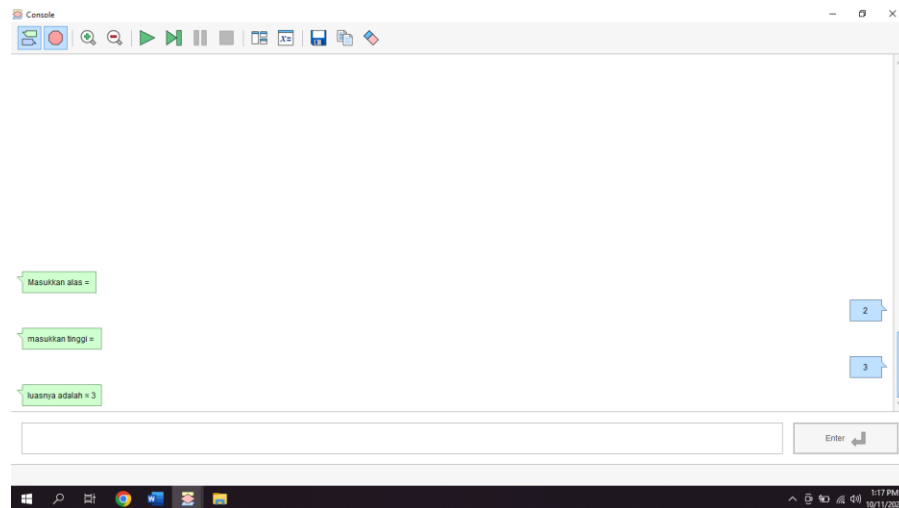 Console
Masukkan alas =
2
masukkan tinggi =
3
luasnya adalah = 3
Enter
1:17 PM